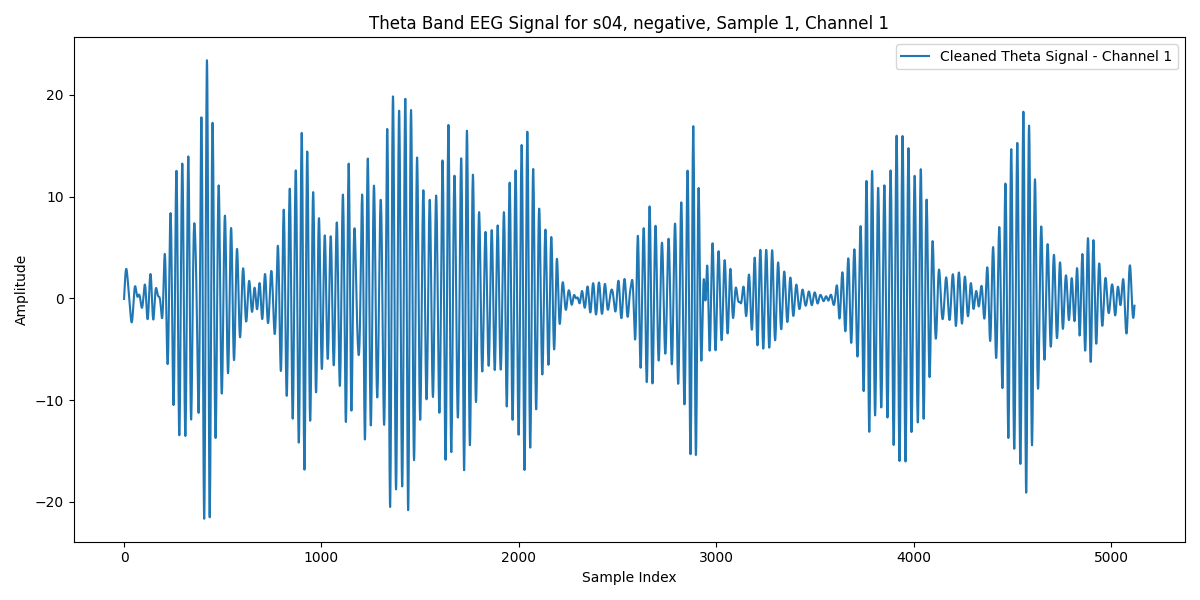 Theta Band EEG Signal for s04, negative, Sample 1, Channel 1
Cleaned Theta Signal - Channel 1
Amplitude
20
10
0
−10
−20
0 1000 2000 3000 4000 5000
Sample Index